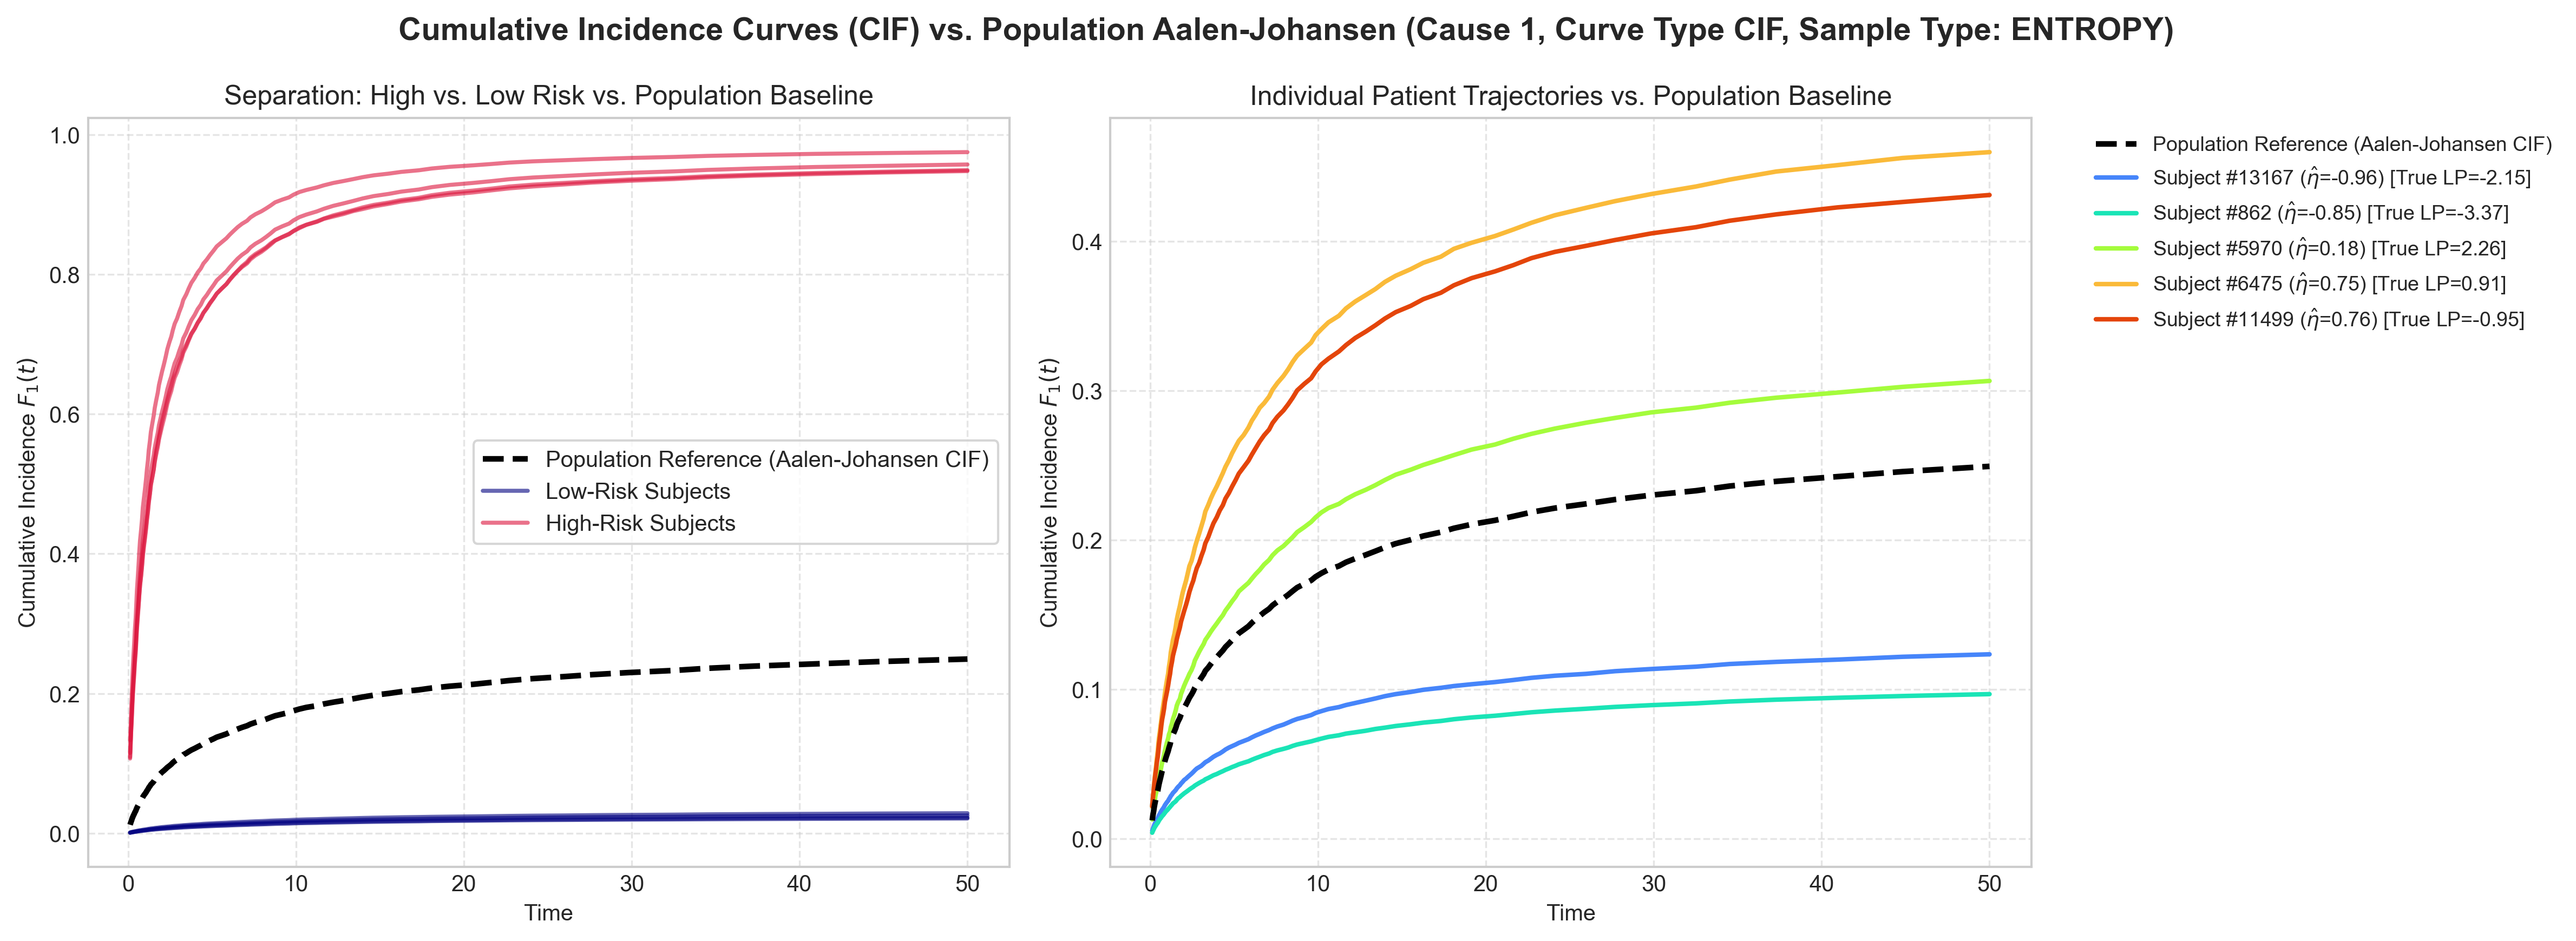 Cumulative Incidence Curves (CIF) vs. Population Aalen-Johansen (Cause 1, Curve Type CIF, Sample Type: ENTROPY)
Separation: High vs. Low Risk vs. Population Baseline
Cumulative Incidence F₁(t)
1.0
0.8
0.6
0.4
0.2
0.0
Population Reference (Aalen-Johansen CIF)
Low-Risk Subjects
High-Risk Subjects
0 10 20 30 40 50
Time
Individual Patient Trajectories vs. Population Baseline
Cumulative Incidence F₁(t)
0.4
0.3
0.2
0.1
0.0
0 10 20 30 40 50
Time
Population Reference (Aalen-Johansen CIF)
Subject #13167 (η̂=-0.96) [True LP=-2.15]
Subject #862 (η̂=-0.85) [True LP=-3.37]
Subject #5970 (η̂=0.18) [True LP=2.26]
Subject #6475 (η̂=0.75) [True LP=0.91]
Subject #11499 (η̂=0.76) [True LP=-0.95]